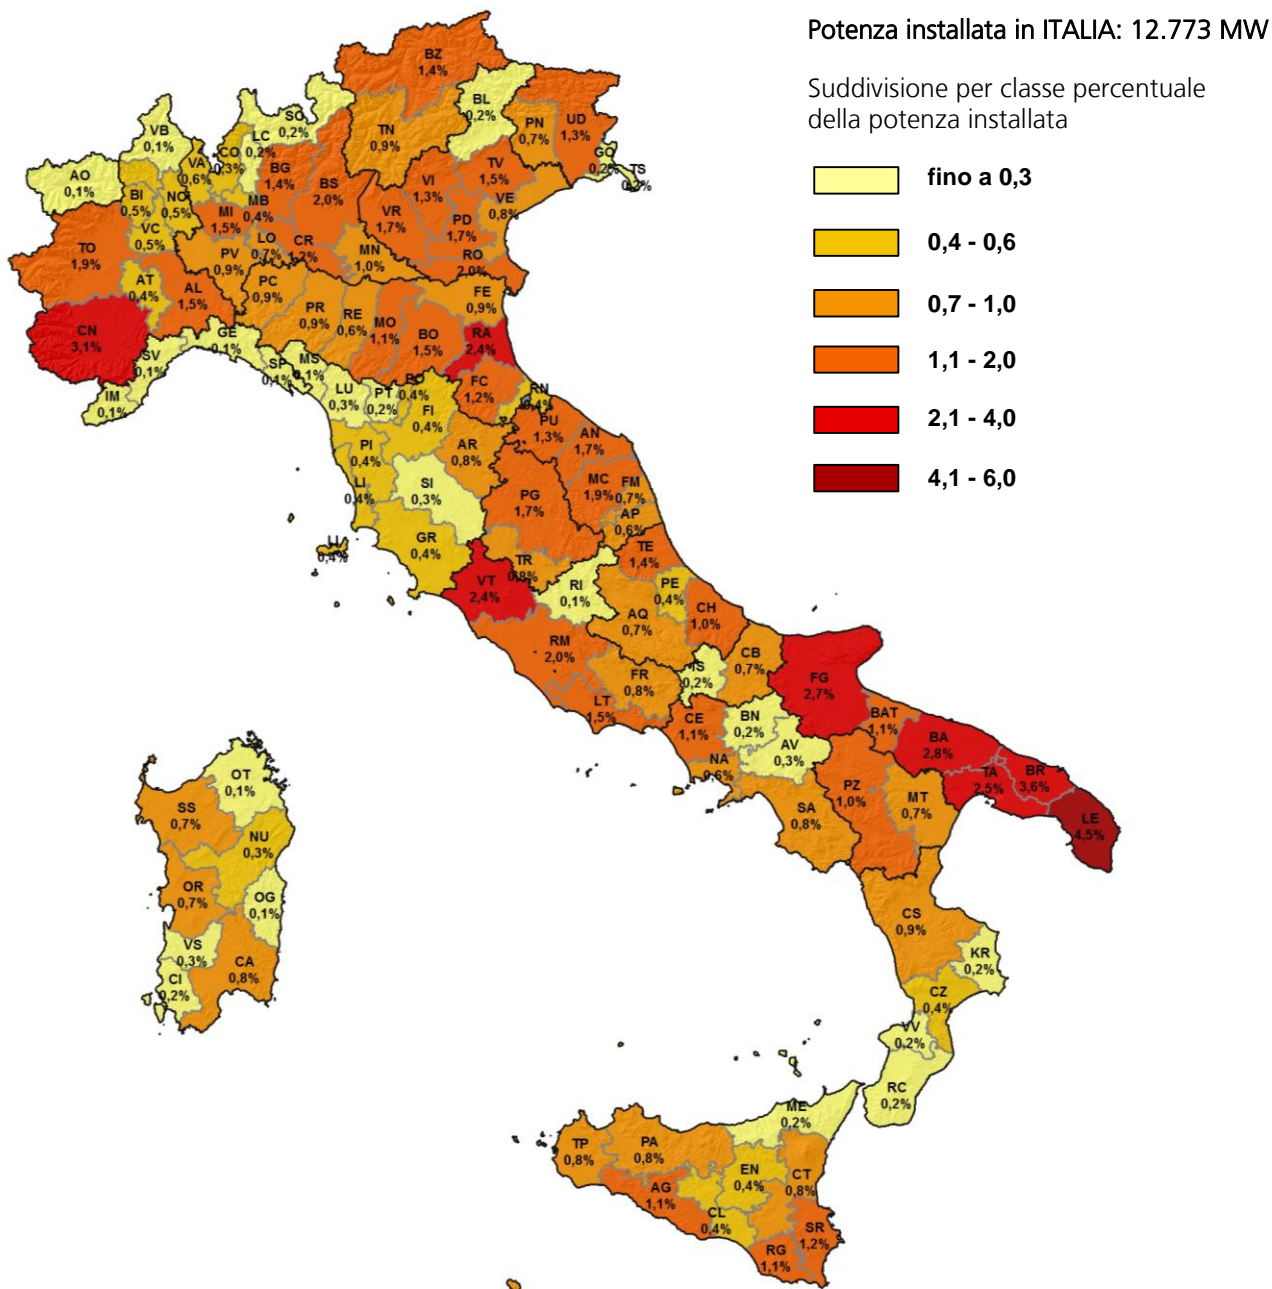 Potenza installata in ITALIA: 12.773 MW
Suddivisione per classe percentuale
della potenza installata
fino a 0,3
0,4 - 0,6
0,7 - 1,0
1,1 - 2,0
2,1 - 4,0
4,1 - 6,0
BZ
1,4%
BL
0,2%
SO
0,2%
TN
0,9%
PN
0,7%
UD
1,3%
VB
0,1%
LC
0,2%
CO
0,3%
VA
0,6%
GO
0,2%
TS
0,2%
AO
0,1%
BG
1,4%
BS
2,0%
VI
1,3%
TV
1,5%
VE
0,8%
BI
0,5%
NO
0,5%
MB
0,4%
MI
1,5%
VR
1,7%
PD
1,7%
VC
0,5%
LO
0,7%
CR
1,2%
MN
1,0%
RO
2,0%
TO
1,9%
PV
0,9%
AT
0,4%
AL
1,5%
PC
0,9%
FE
0,9%
PR
0,9%
RE
0,6%
MO
1,1%
BO
1,5%
RA
2,4%
CN
3,1%
GE
0,1%
SV
0,1%
SP
0,1%
MS
0,1%
IM
0,1%
LU
0,3%
PT
0,2%
PO
0,4%
FC
1,2%
RN
0,4%
FI
0,4%
PU
1,3%
AN
1,7%
PI
0,4%
AR
0,8%
SI
0,3%
LI
0,4%
MC
1,9%
FM
0,7%
PG
1,7%
AP
0,6%
GR
0,4%
LI
0,4%
TE
1,4%
TR
0,8%
VT
2,4%
RI
0,1%
PE
0,4%
CH
1,0%
AQ
0,7%
RM
2,0%
CB
0,7%
IS
0,2%
FR
0,8%
FG
2,7%
LT
1,5%
CE
1,1%
BN
0,2%
BAT
1,1%
AV
0,3%
BA
2,8%
NA
0,6%
TA
2,5%
BR
3,6%
PZ
1,0%
MT
0,7%
SA
0,8%
LE
4,5%
OT
0,1%
SS
0,7%
NU
0,3%
OR
0,7%
OG
0,1%
VS
0,3%
CA
0,8%
CI
0,2%
CS
0,9%
KR
0,2%
CZ
0,4%
VV
0,2%
RC
0,2%
ME
0,2%
TP
0,8%
PA
0,8%
EN
0,4%
CT
0,8%
AG
1,1%
CL
0,4%
SR
1,2%
RG
1,1%